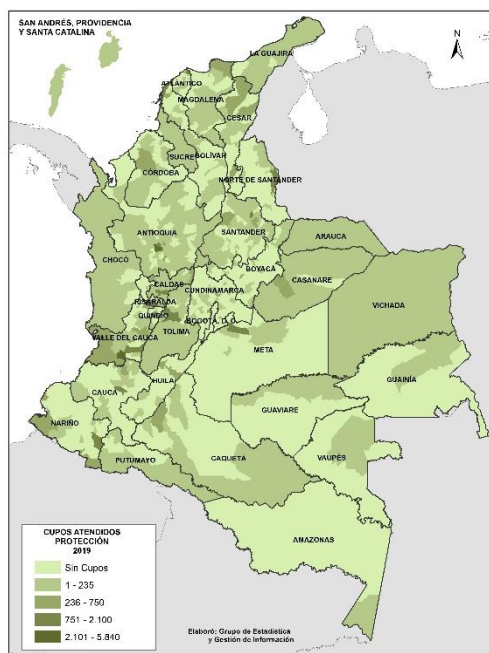 SAN ANDRÉS, PROVIDENCIA
Y SANTA CATALINA
N
LA GUAJIRA
ATLÁNTICO
MAGDALENA
CESAR
SUCRE
BOLÍVAR
CÓRDOBA
NORTE DE SANTANDER
ANTIOQUIA
SANTANDER
ARAUCA
CHOCÓ
BOYACÁ
CASANARE
CALDAS
CUNDINAMARCA
RISARALDA
VICHADA
QUINDÍO
BOGOTÁ, D. C.
VALLE DEL CAUCA
TOLIMA
META
GUAINÍA
HUILA
CAUCA
GUAVIARE
NARIÑO
VAUPÉS
PUTUMAYO
CAQUETÁ
AMAZONAS
CUPOS ATENDIDOS
PROTECCIÓN
2019
Sin Cupos
1 - 235
236 - 750
751 - 2.100
2.101 - 5.840
Elaboró: Grupo de Estadística
y Gestión de Información